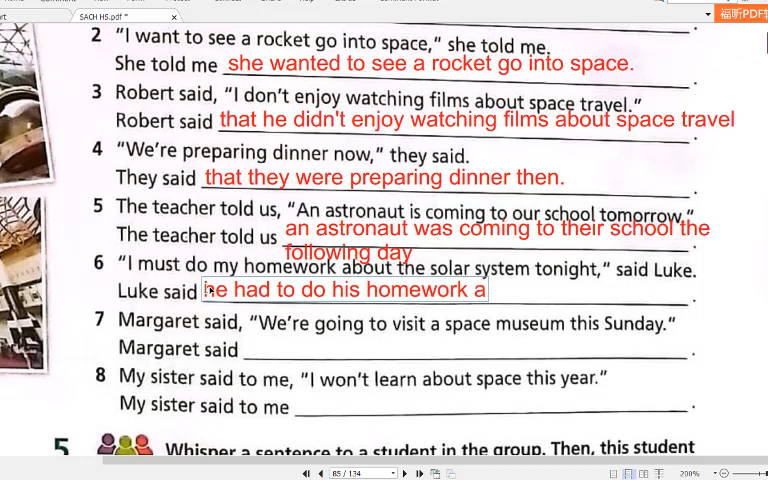 SACH HS.pdf * ×
福昕PDF转
2 "I want to see a rocket go into space," she told me.
She told me she wanted to see a rocket go into space.
3 Robert said, "I don't enjoy watching films about space travel."
Robert said that he didn't enjoy watching films about space travel
4 "We're preparing dinner now," they said.
They said that they were preparing dinner then.
5 The teacher told us, "An astronaut is coming to our school tomorrow."
The teacher told us an astronaut was coming to their school the
following day
6 "I must do my homework about the solar system tonight," said Luke.
Luke said he had to do his homework a
7 Margaret said, "We're going to visit a space museum this Sunday."
Margaret said
8 My sister said to me, "I won't learn about space this year."
My sister said to me
5 Whisper a sentence to a student in the group. Then, this student
85 / 134
200%